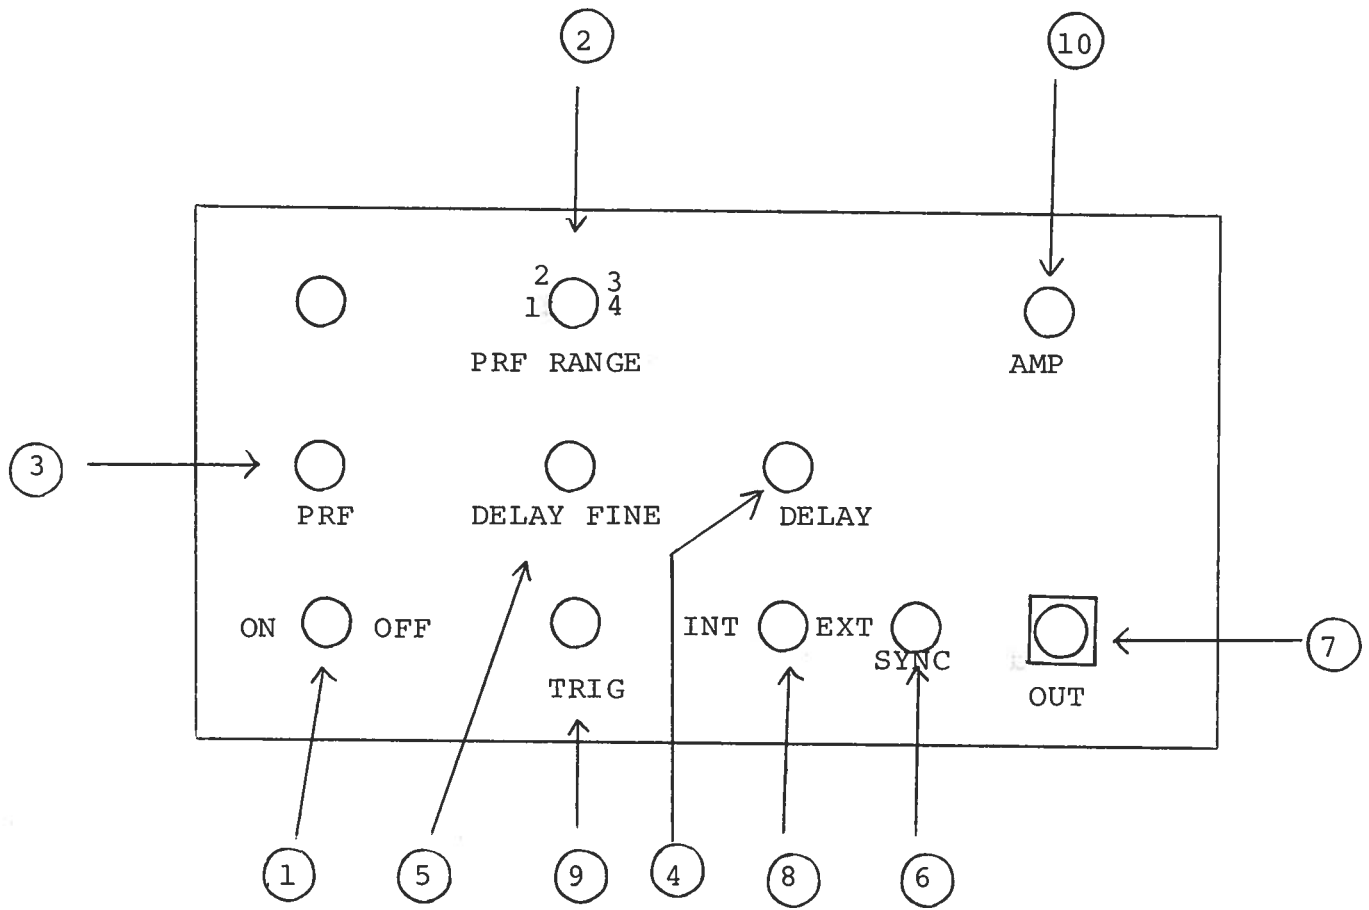 2
10
2 3
1 4
PRF RANGE
AMP
3
PRF
DELAY FINE
DELAY
ON OFF
INT EXT
SYNC
7
TRIG
OUT
1
5
9
4
8
6